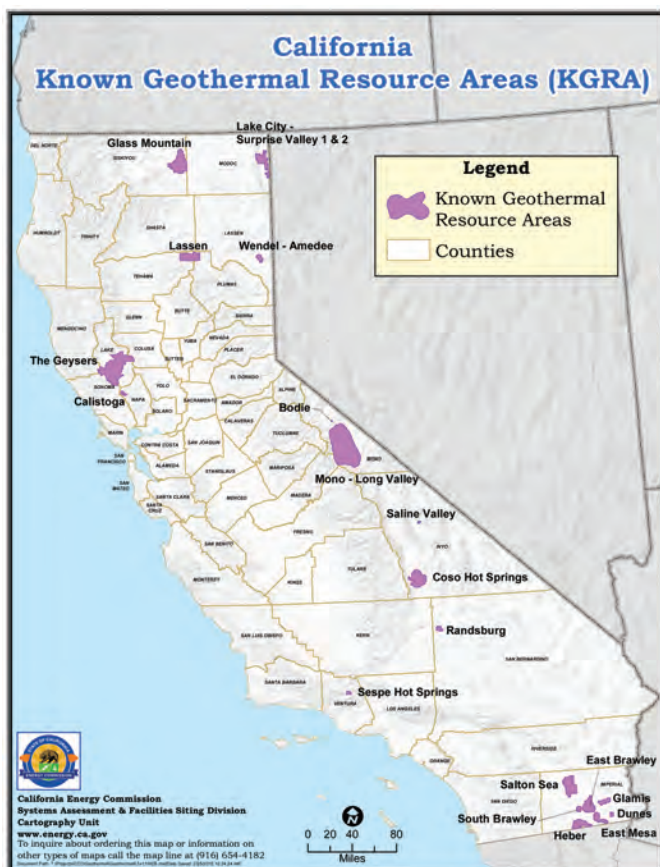 California
Known Geothermal Resource Areas (KGRA)
Lake City -
Surprise Valley 1 & 2
Glass Mountain
DEL NORTE
SISKIYOU
MODOC
Legend
Known Geothermal
Resource Areas
Counties
HUMBOLDT
TRINITY
SHASTA
LASSEN
Lassen
Wendel - Amedee
TEHAMA
PLUMAS
MENDOCINO
GLENN
BUTTE
SIERRA
LAKE
COLUSA
YUBA
NEVADA
SUTTER
PLACER
The Geysers
SONOMA
YOLO
EL DORADO
Calistoga
NAPA
SACRAMENTO
AMADOR
ALPINE
SOLANO
CALAVERAS
Bodie
MARIN
CONTRA COSTA
SAN JOAQUIN
TUOLUMNE
SAN
FRANCISCO
ALAMEDA
STANISLAUS
MARIPOSA
MONO
SAN
MATEO
Mono - Long Valley
SANTA CLARA
MERCED
MADERA
SANTA
CRUZ
Saline Valley
FRESNO
SAN BENITO
INYO
MONTEREY
KINGS
TULARE
Coso Hot Springs
SAN LUIS OBISPO
KERN
Randsburg
SAN BERNARDINO
SANTA BARBARA
Sespe Hot Springs
VENTURA
LOS ANGELES
ORANGE
RIVERSIDE
East Brawley
Salton Sea
IMPERIAL
SAN DIEGO
Glamis
South Brawley
Dunes
Heber
East Mesa
STATE OF CALIFORNIA
ENERGY COMMISSION
California Energy Commission
Systems Assessment & Facilities Siting Division
Cartography Unit
www.energy.ca.gov
To inquire about ordering this map or information on
other types of maps call the map line at (916) 654-4182
N
0 20 40 80
Miles